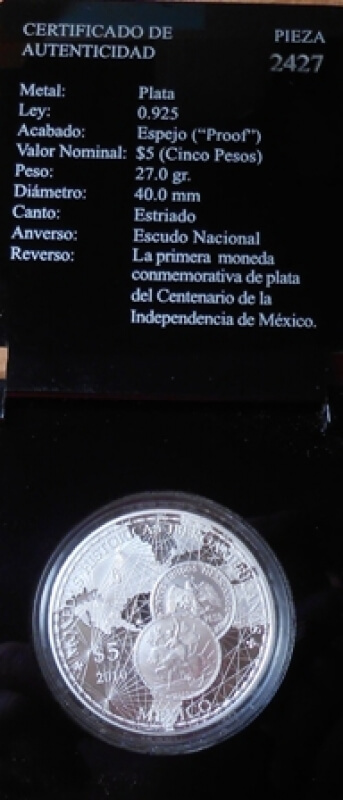 CERTIFICADO DE AUTENTICIDAD
PIEZA 2427
Metal: Plata
Ley: 0.925
Acabado: Espejo ("Proof")
Valor Nominal: $5 (Cinco Pesos)
Peso: 27.0 gr.
Diámetro: 40.0 mm
Canto: Estriado
Anverso: Escudo Nacional
Reverso: La primera moneda
conmemorativa de plata
del Centenario de la
Independencia de México.
$5
2010
MÉXICO